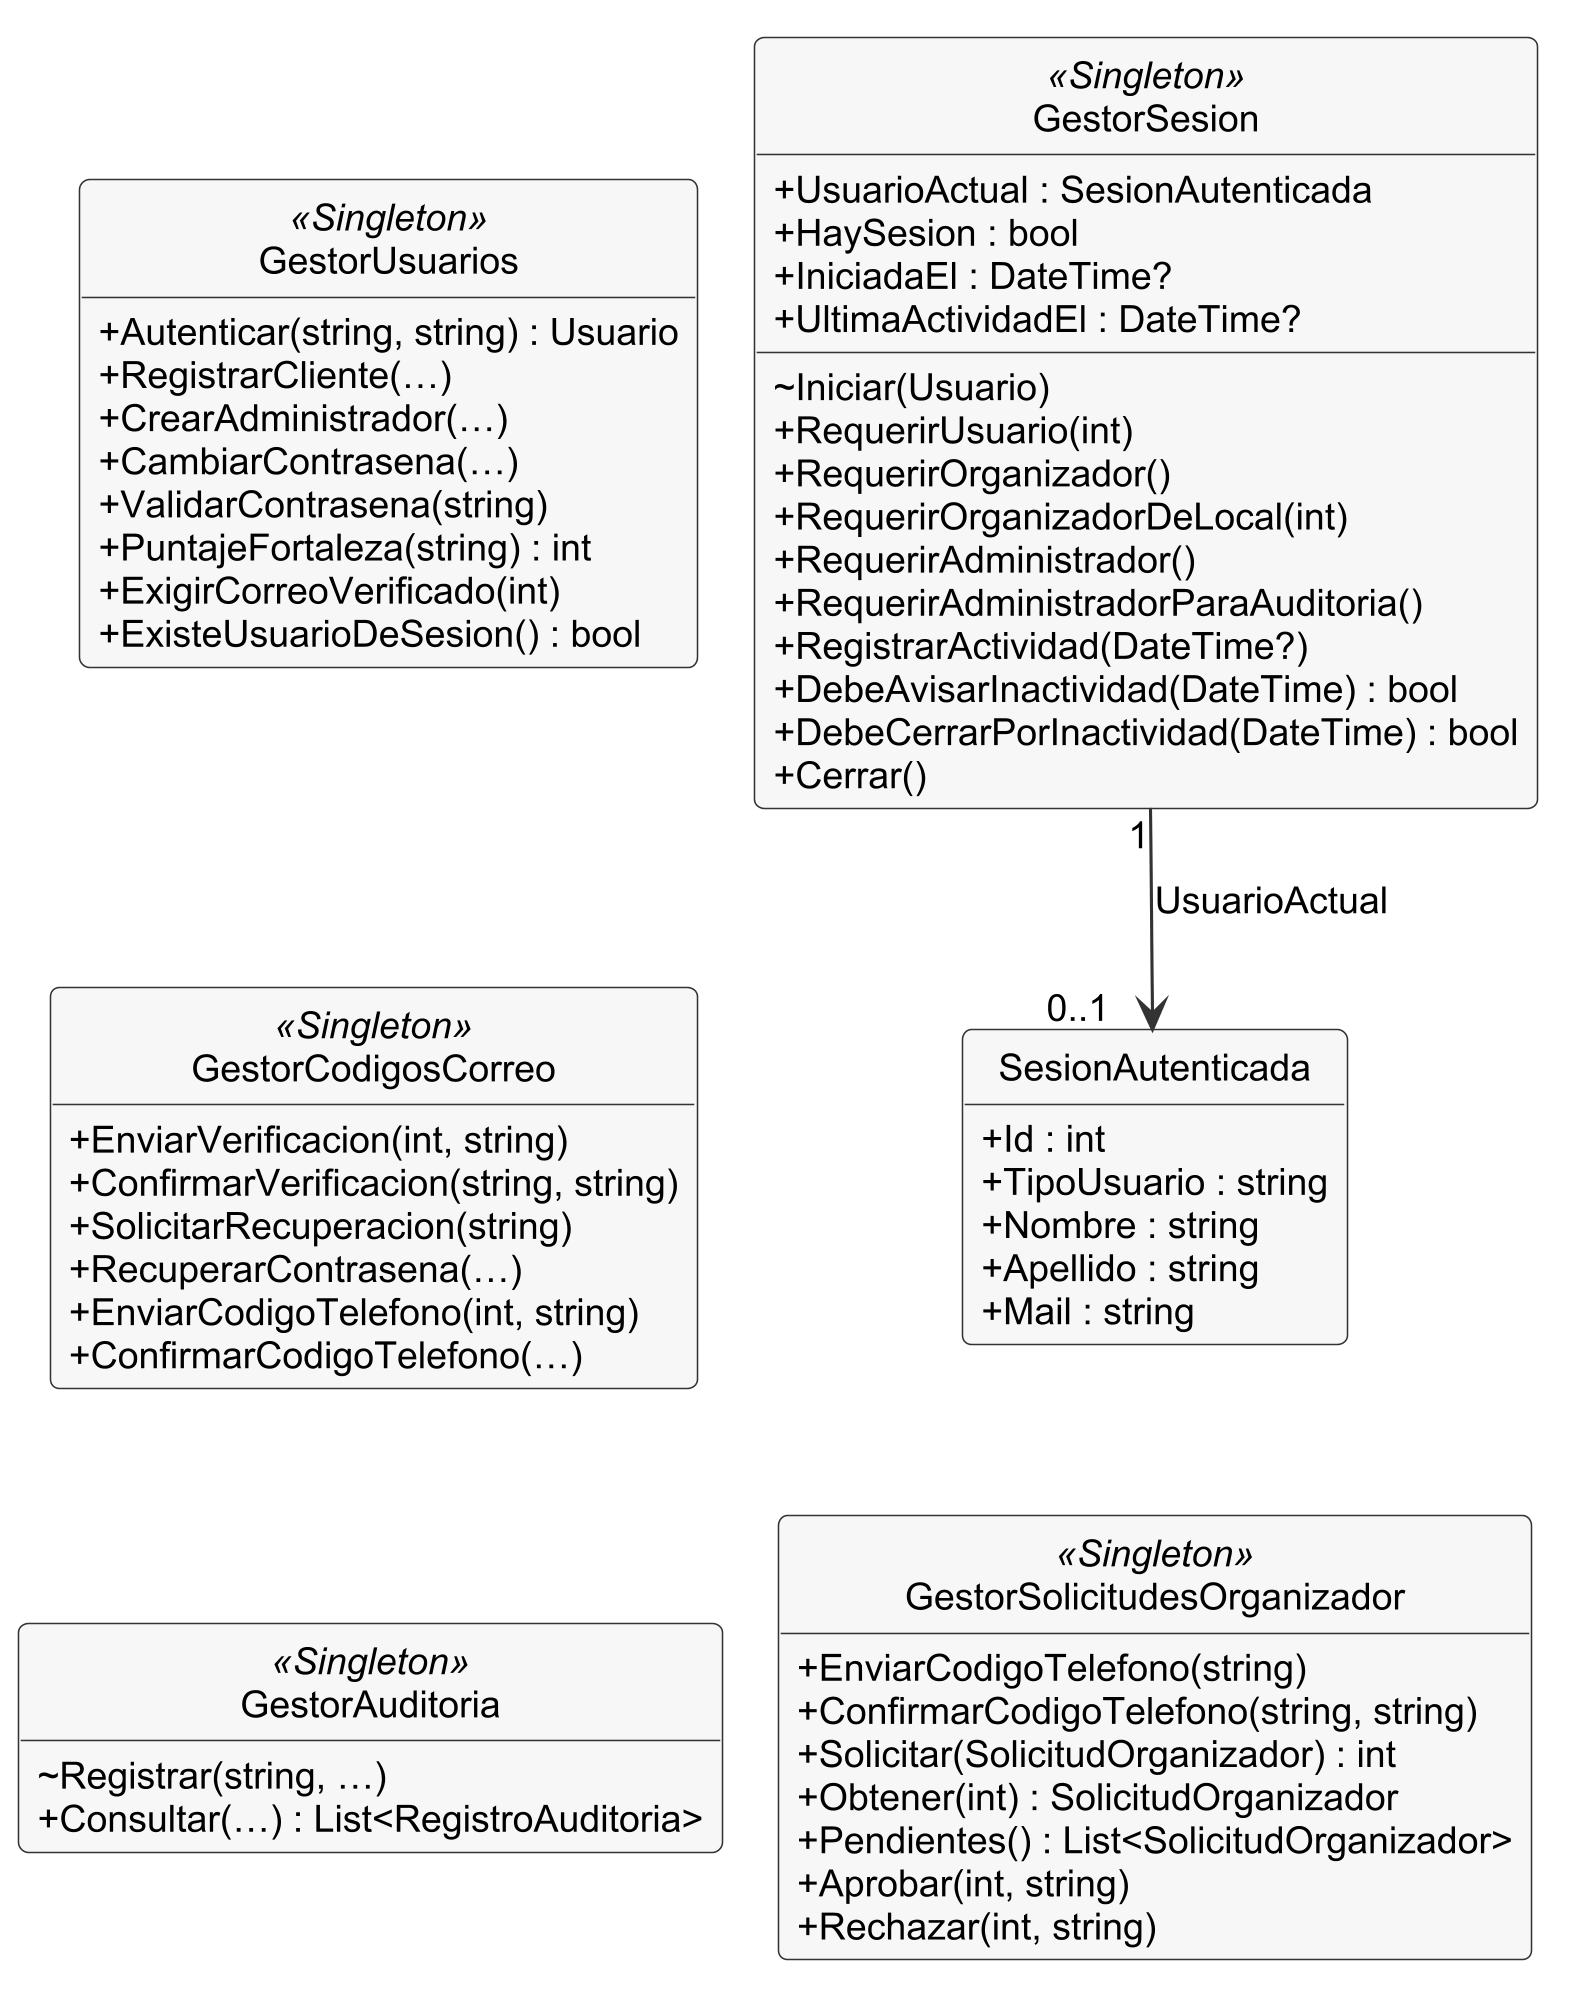 «Singleton»
GestorUsuarios
+Autenticar(string, string) : Usuario
+RegistrarCliente(…)
+CrearAdministrador(…)
+CambiarContrasena(…)
+ValidarContrasena(string)
+PuntajeFortaleza(string) : int
+ExigirCorreoVerificado(int)
+ExisteUsuarioDeSesion() : bool
«Singleton»
GestorSesion
+UsuarioActual : SesionAutenticada
+HaySesion : bool
+IniciadaEl : DateTime?
+UltimaActividadEl : DateTime?
~Iniciar(Usuario)
+RequerirUsuario(int)
+RequerirOrganizador()
+RequerirOrganizadorDeLocal(int)
+RequerirAdministrador()
+RequerirAdministradorParaAuditoria()
+RegistrarActividad(DateTime?)
+DebeAvisarInactividad(DateTime) : bool
+DebeCerrarPorInactividad(DateTime) : bool
+Cerrar()
1
UsuarioActual
0..1
«Singleton»
GestorCodigosCorreo
+EnviarVerificacion(int, string)
+ConfirmarVerificacion(string, string)
+SolicitarRecuperacion(string)
+RecuperarContrasena(…)
+EnviarCodigoTelefono(int, string)
+ConfirmarCodigoTelefono(…)
SesionAutenticada
+Id : int
+TipoUsuario : string
+Nombre : string
+Apellido : string
+Mail : string
«Singleton»
GestorAuditoria
~Registrar(string, …)
+Consultar(…) : List<RegistroAuditoria>
«Singleton»
GestorSolicitudesOrganizador
+EnviarCodigoTelefono(string)
+ConfirmarCodigoTelefono(string, string)
+Solicitar(SolicitudOrganizador) : int
+Obtener(int) : SolicitudOrganizador
+Pendientes() : List<SolicitudOrganizador>
+Aprobar(int, string)
+Rechazar(int, string)